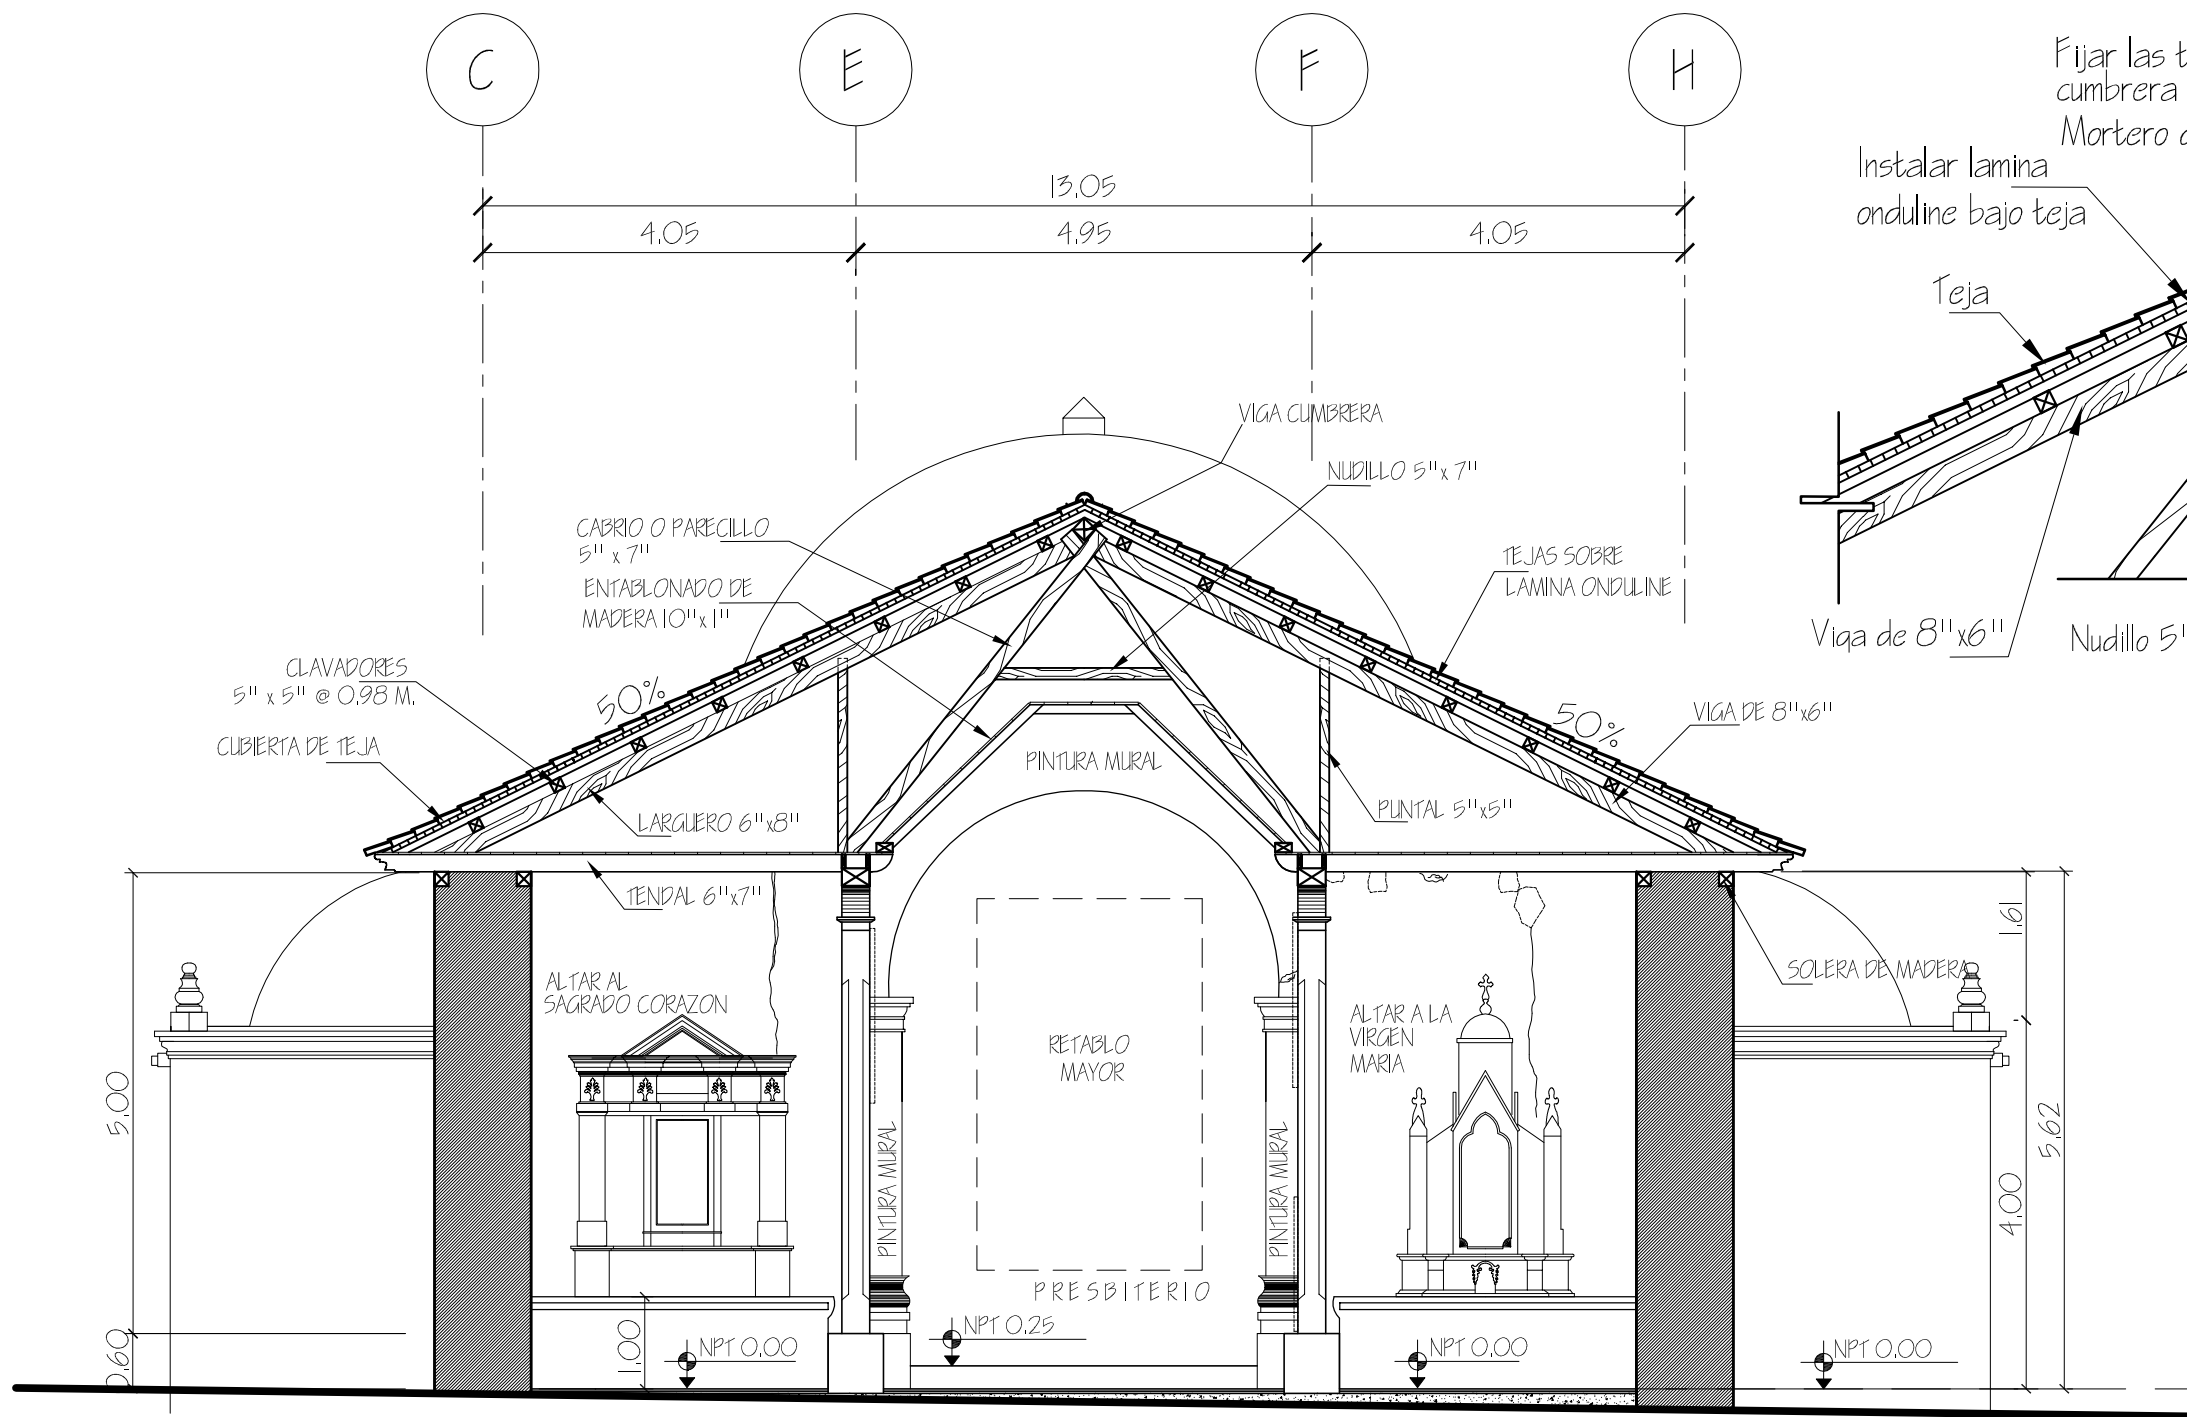 C
E
F
H
13.05
4.05
4.95
4.05
Fijar las
cumbrera
Mortero
Instalar lamina
onduline bajo teja
Teja
Viga de 8"x6"
Nudillo 5"
VIGA CUMBRERA
NUDILLO 5"x 7"
CABRIO O PARECILLO
5" x 7"
ENTABLONADO DE
MADERA 10"x 1"
TEJAS SOBRE
LAMINA ONDULINE
CLAVADORES
5" x 5" @ 0.98 M.
50%
50%
VIGA DE 8"x6"
CUBIERTA DE TEJA
PINTURA MURAL
LARGUERO 6"x8"
PUNTAL 5"x5"
TENDAL 6"x7"
1.61
SOLERA DE MADERA
ALTAR AL
SAGRADO CORAZON
ALTAR A LA
VIRGEN
MARIA
RETABLO
MAYOR
5.00
5.62
4.00
PINTURA MURAL
PINTURA MURAL
PRESBITERIO
0.60
1.00
NPT 0.00
NPT 0.25
NPT 0.00
NPT 0.00